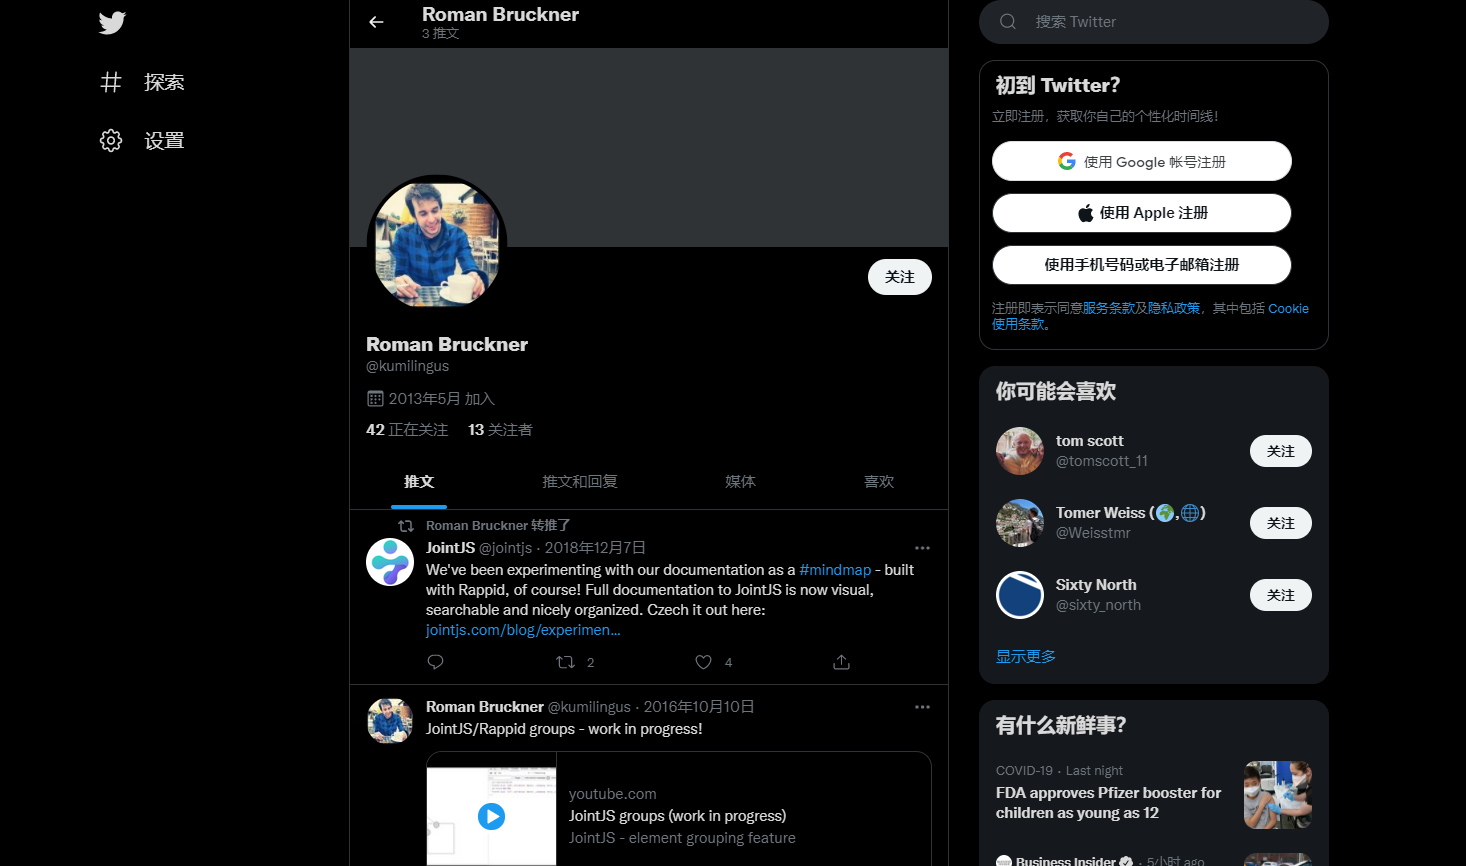 探索
设置
Roman Bruckner
3 推文
关注
Roman Bruckner
@kumilingus
2013年5月 加入
42 正在关注 13 关注者
推文 推文和回复 媒体 喜欢
Roman Bruckner 转推了
JointJS @jointjs · 2018年12月7日
We've been experimenting with our documentation as a #mindmap - built
with Rappid, of course! Full documentation to JointJS is now visual,
searchable and nicely organized. Czech it out here:
jointjs.com/blog/experimen...
2 4
Roman Bruckner @kumilingus · 2016年10月10日
JointJS/Rappid groups - work in progress!
youtube.com
JointJS groups (work in progress)
JointJS - element grouping feature
搜索 Twitter
初到 Twitter?
立即注册，获取你自己的个性化时间线！
使用 Google 帐号注册
使用 Apple 注册
使用手机号码或电子邮箱注册
注册即表示同意服务条款及隐私政策，其中包括 Cookie
使用条款。
你可能会喜欢
tom scott
@tomscott_11
关注
Tomer Weiss (🌍,🌐)
@Weisstmr
关注
Sixty North
@sixty_north
关注
显示更多
有什么新鲜事?
COVID-19 · Last night
FDA approves Pfizer booster for
children as young as 12
Business Insider · 5小时 ago